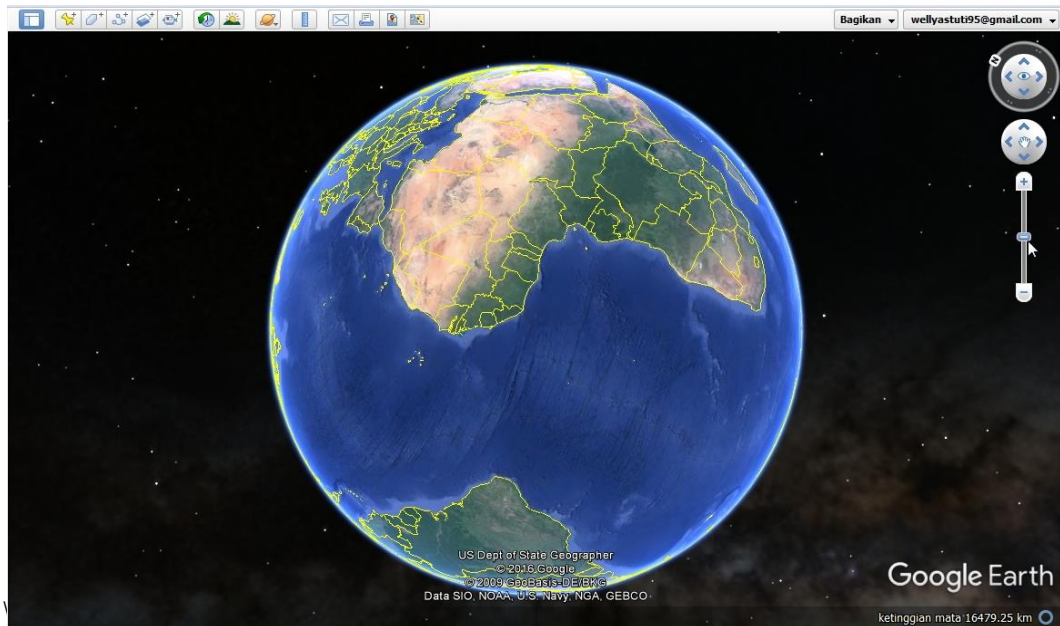 Bagikan
wellyastuti95@gmail.com
N
US Dept of State Geographer
© 2016 Google
© 2009 GeoBasis-DE/BKG
Data SIO, NOAA, U.S. Navy, NGA, GEBCO
Google Earth
ketinggian mata 16479.25 km